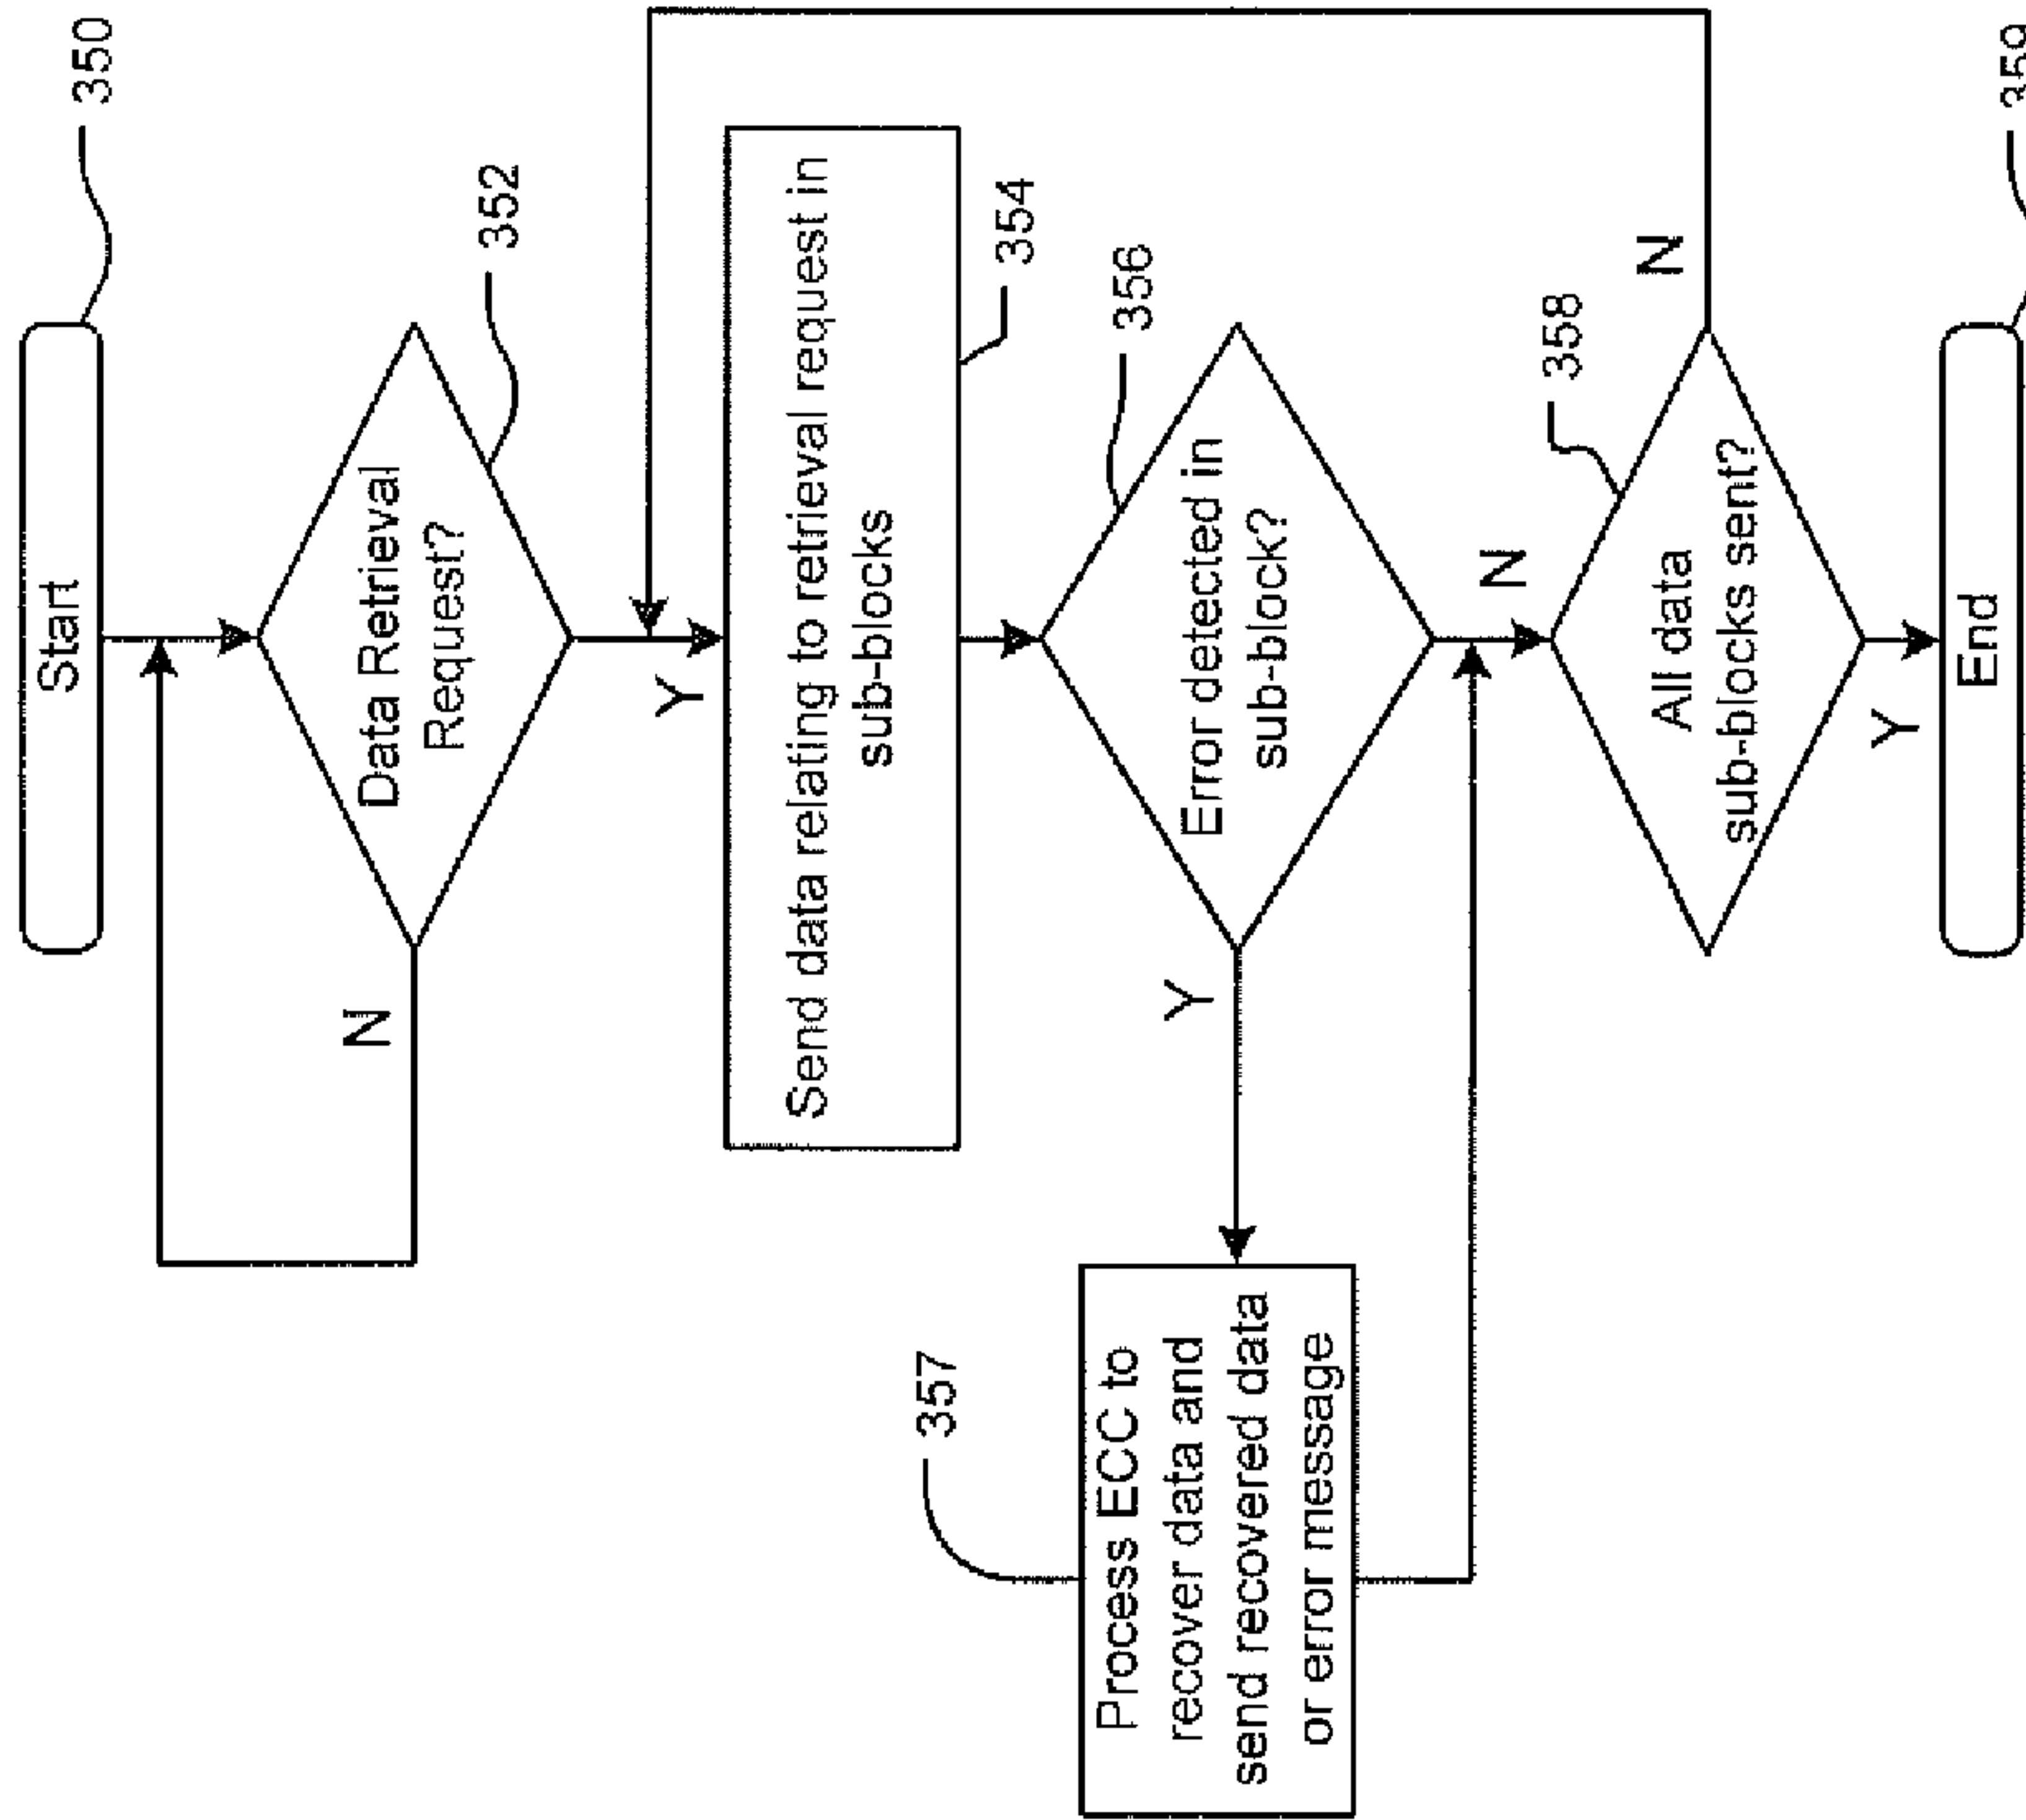 Start
350
Data Retrieval
Request?
352
N
Y
Send data relating to retrieval request in
sub-blocks
354
Error detected in
sub-block?
356
Y
N
Process ECC to
recover data and
send recovered data
or error message
357
All data
sub-blocks sent?
358
N
Y
End
359